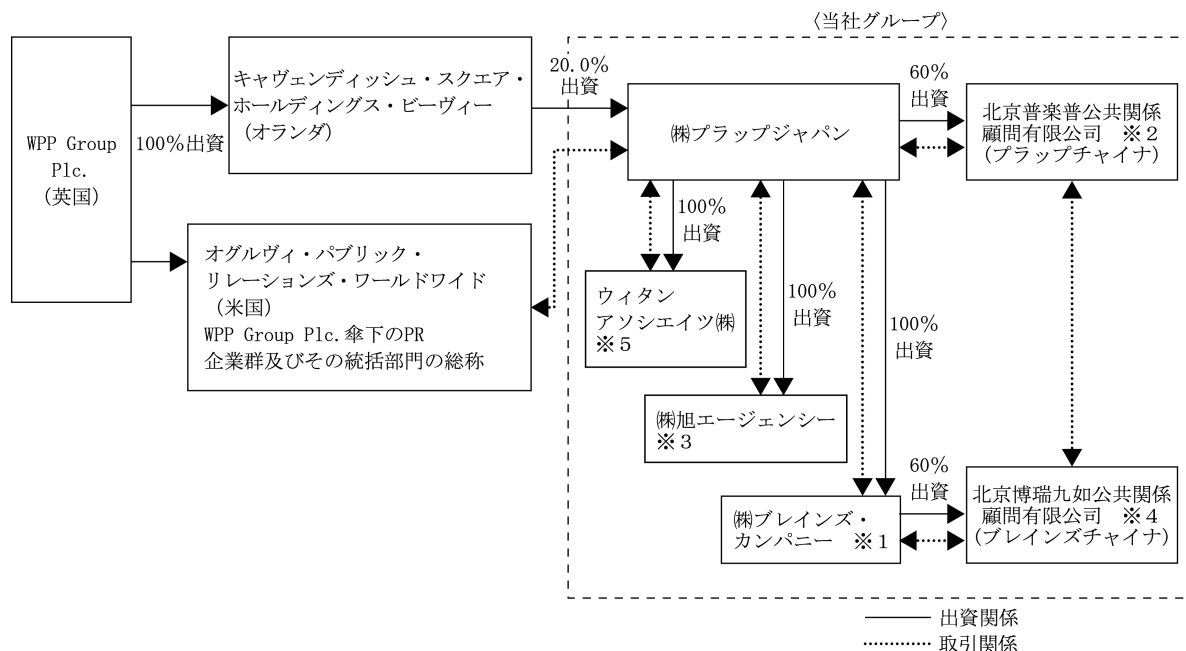 〈当社グループ〉
WPP Group
Plc.
(英国)
100%出資
キャヴェンディッシュ・スクエア・
ホールディングス・ビーヴィー
(オランダ)
20.0%
出資
㈱プラップジャパン
60%
出資
北京普楽普公共関係
顧問有限公司 ※2
(プラップチャイナ)
オグルヴィ・パブリック・
リレーションズ・ワールドワイド
(米国)
WPP Group Plc.傘下のPR
企業群及びその統括部門の総称
100%
出資
ウィタン
アソシエイツ㈱
※5
100%
出資
㈱旭エージェンシー
※3
100%
出資
㈱ブレインズ・
カンパニー ※1
60%
出資
北京博瑞九如公共関係
顧問有限公司 ※4
(ブレインズチャイナ)
出資関係
取引関係